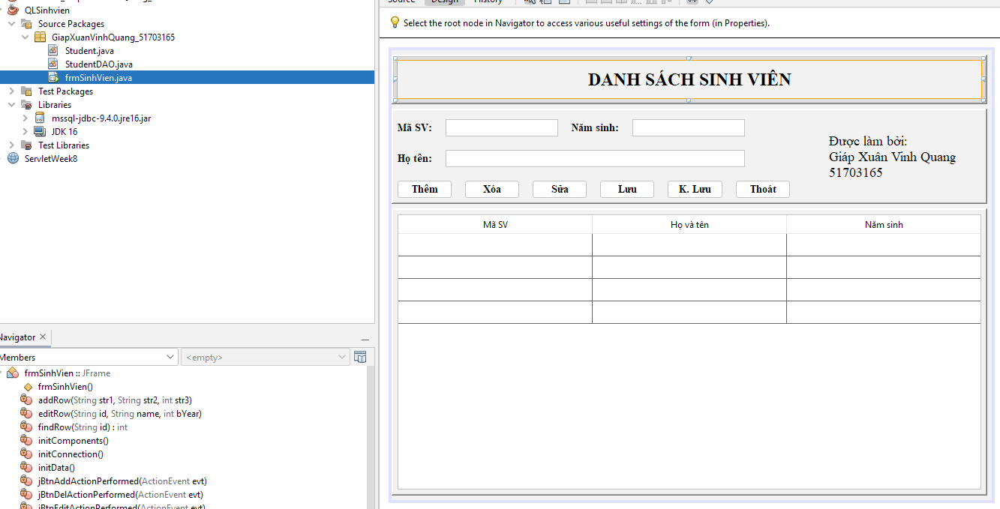 QLSinhvien
Source Packages
GiapXuanVinhQuang_51703165
Student.java
StudentDAO.java
frmSinhVien.java
Test Packages
Libraries
mssql-jdbc-9.4.0.jre16.jar
JDK 16
Test Libraries
ServletWeek8
Navigator
Members
<empty>
frmSinhVien :: JFrame
frmSinhVien()
addRow(String str1, String str2, int str3)
editRow(String id, String name, int bYear)
findRow(String id) : int
initComponents()
initConnection()
initData()
jBtnAddActionPerformed(ActionEvent evt)
jBtnDelActionPerformed(ActionEvent evt)
jBtnEditActionPerformed(ActionEvent evt)
Source Design History
Select the root node in Navigator to access various useful settings of the form (in Properties).
DANH SÁCH SINH VIÊN
Mã SV: Năm sinh:
Họ tên:
Được làm bởi:
Giáp Xuân Vinh Quang
51703165
Thêm Xóa Sửa Lưu K. Lưu Thoát
Mã SV Họ và tên Năm sinh